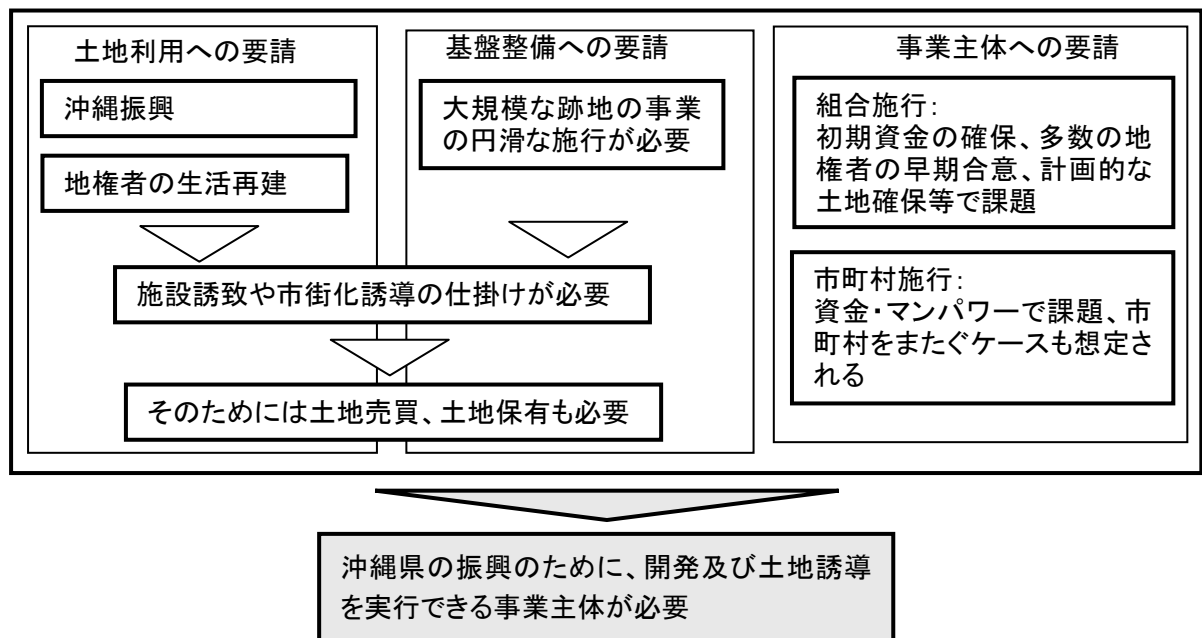 土地利用への要請
沖縄振興
地権者の生活再建
基盤整備への要請
大規模な跡地の事業
の円滑な施行が必要
施設誘致や市街化誘導の仕掛けが必要
そのためには土地売買、土地保有も必要
事業主体への要請
組合施行：
初期資金の確保、多数の地
権者の早期合意、計画的な
土地確保等で課題
市町村施行：
資金・マンパワーで課題、市
町村をまたぐケースも想定さ
れる
沖縄県の振興のために、開発及び土地誘導
を実行できる事業主体が必要